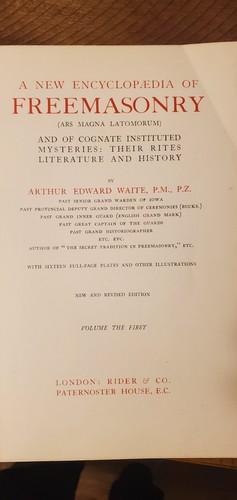 A NEW ENCYCLOPÆDIA OF
FREEMASONRY
(ARS MAGNA LATOMORUM)
AND OF COGNATE INSTITUTED
MYSTERIES: THEIR RITES
LITERATURE AND HISTORY
BY
ARTHUR EDWARD WAITE, P.M., P.Z.
PAST SENIOR GRAND WARDEN OF IOWA
PAST PROVINCIAL DEPUTY GRAND DIRECTOR OF CEREMONIES (BUCKS.)
PAST GRAND INNER GUARD (ENGLISH GRAND MARK)
PAST GREAT CAPTAIN OF THE GUARDS
PAST GRAND HISTORIOGRAPHER
ETC. ETC.
AUTHOR OF "THE SECRET TRADITION IN FREEMASONRY," ETC.
WITH SIXTEEN FULL-PAGE PLATES AND OTHER ILLUSTRATIONS
NEW AND REVISED EDITION
VOLUME THE FIRST
LONDON: RIDER & CO.
PATERNOSTER HOUSE, E.C.